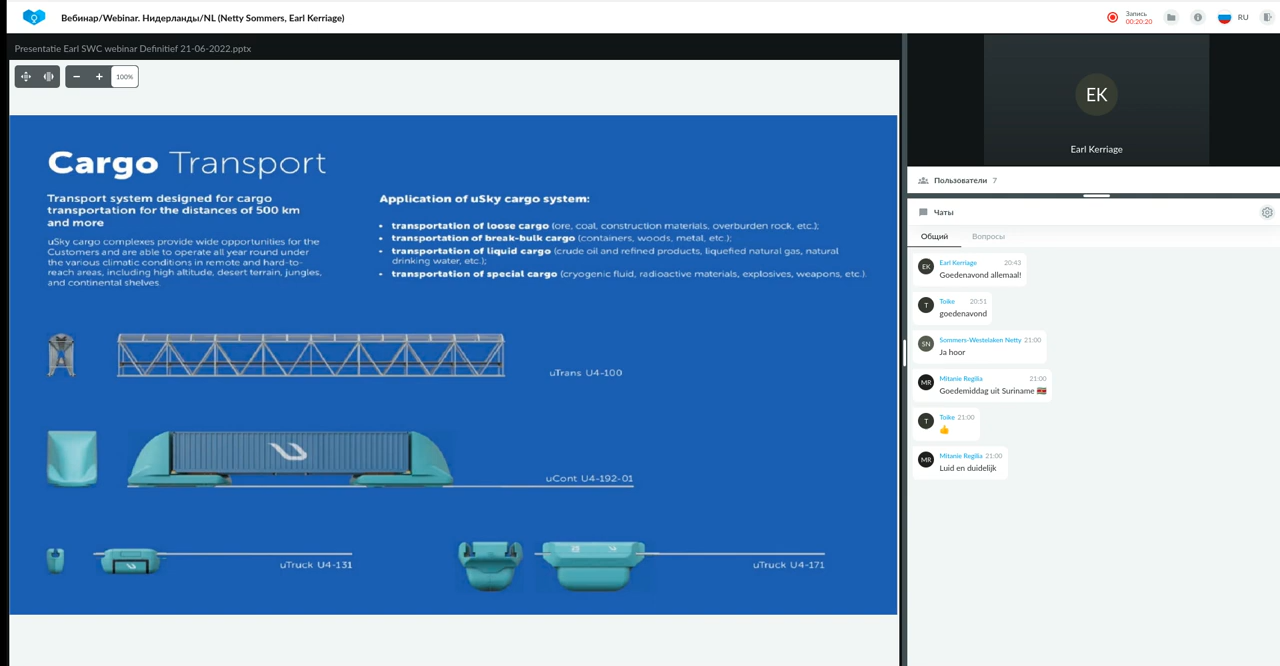 Вебинар/Webinar. Нидерланды/NL (Netty Sommers, Earl Kerriage)
Запись
00:20:20
RU
Presentatie Earl SWC webinar Definitief 21-06-2022.pptx
100%
Cargo Transport
Transport system designed for cargo
transportation for the distances of 500 km
and more
uSky cargo complexes provide wide opportunities for the
Customers and are able to operate all year round under
the various climatic conditions in remote and hard-to-
reach areas, including high altitude, desert terrain, jungles,
and continental shelves.
Application of uSky cargo system:
• transportation of loose cargo (ore, coal, construction materials, overburden rock, etc.);
• transportation of break-bulk cargo (containers, woods, metal, etc.);
• transportation of liquid cargo (crude oil and refined products, liquefied natural gas, natural
drinking water, etc.);
• transportation of special cargo (cryogenic fluid, radioactive materials, explosives, weapons, etc.).
uTrans U4-100
uCont U4-192-01
uTruck U4-131
uTruck U4-171
EK
Earl Kerriage
Пользователи 7
Чаты
Общий
Вопросы
EK
Earl Kerriage 20:43
Goedenavond allemaal!
T
Toike 20:51
goedenavond
SN
Sommers-Westelaken Netty 21:00
Ja hoor
MR
Mitanie Regilia 21:00
Goedemiddag uit Suriname 🇸🇷
T
Toike 21:00
👍
MR
Mitanie Regilia 21:00
Luid en duidelijk